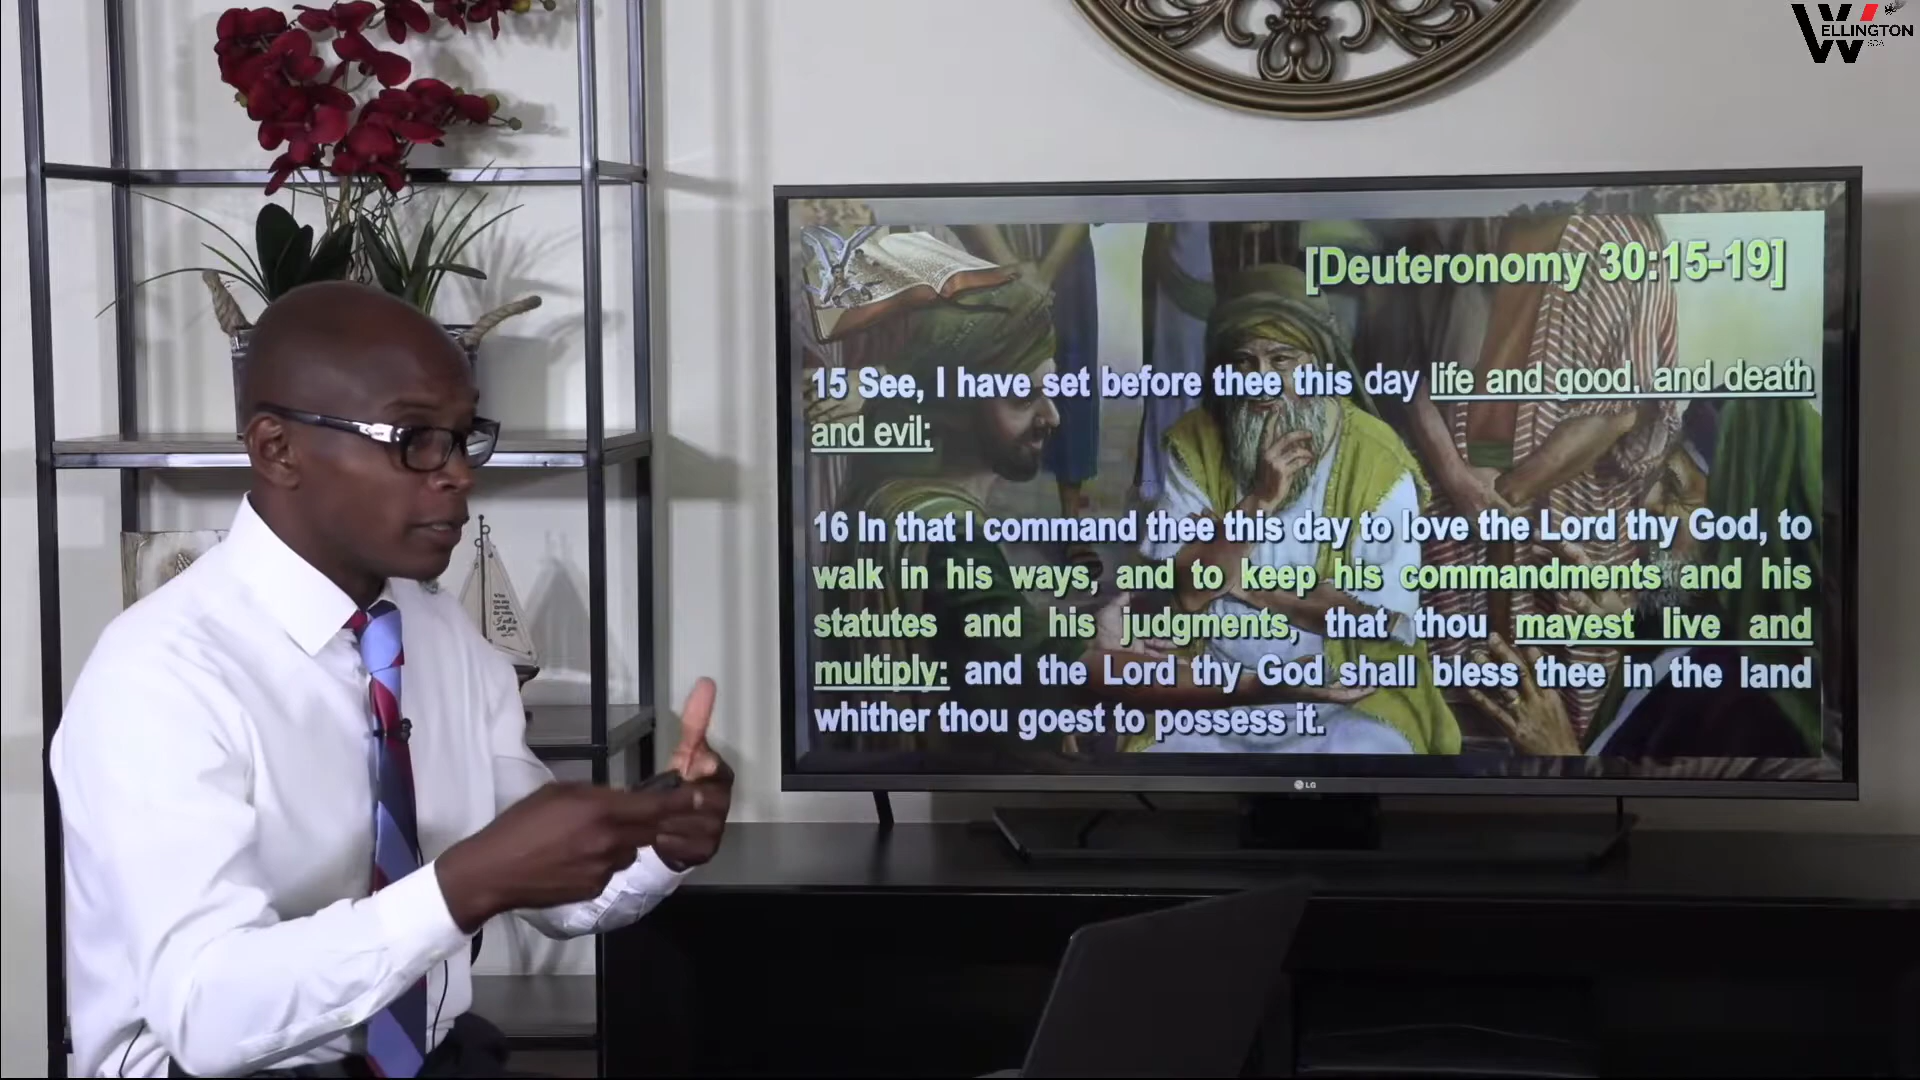 WELLINGTON
SDA
[Deuteronomy 30:15-19]
15 See, I have set before thee this day life and good, and death
and evil;
16 In that I command thee this day to love the Lord thy God, to
walk in his ways, and to keep his commandments and his
statutes and his judgments, that thou mayest live and
multiply: and the Lord thy God shall bless thee in the land
whither thou goest to possess it.
LG